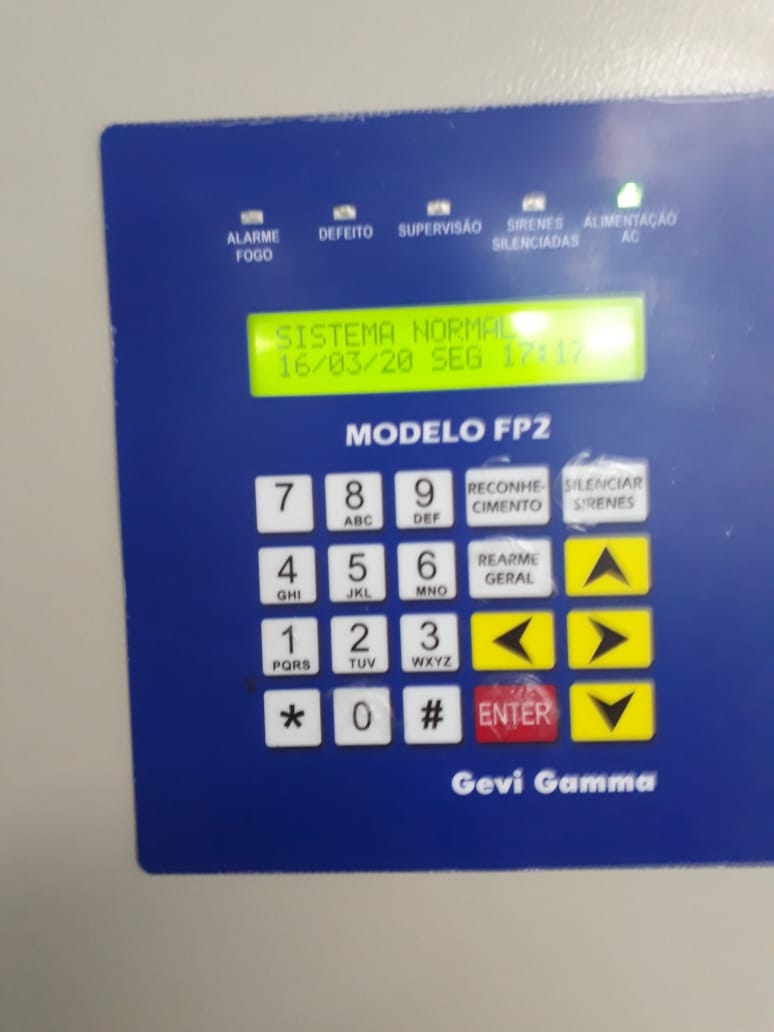 ALARME FOGO
DEFEITO
SUPERVISÃO
SIRENES SILENCIADAS
ALIMENTAÇÃO AC
SISTEMA NORMAL
16/03/20 SEG 17:17
MODELO FP2
7
8 ABC
9 DEF
RECONHE-
CIMENTO
SILENCIAR
SIRENES
4 GHI
5 JKL
6 MNO
REARME
GERAL
1 PQRS
2 TUV
3 WXYZ
* 0 # ENTER
Gevi Gamma